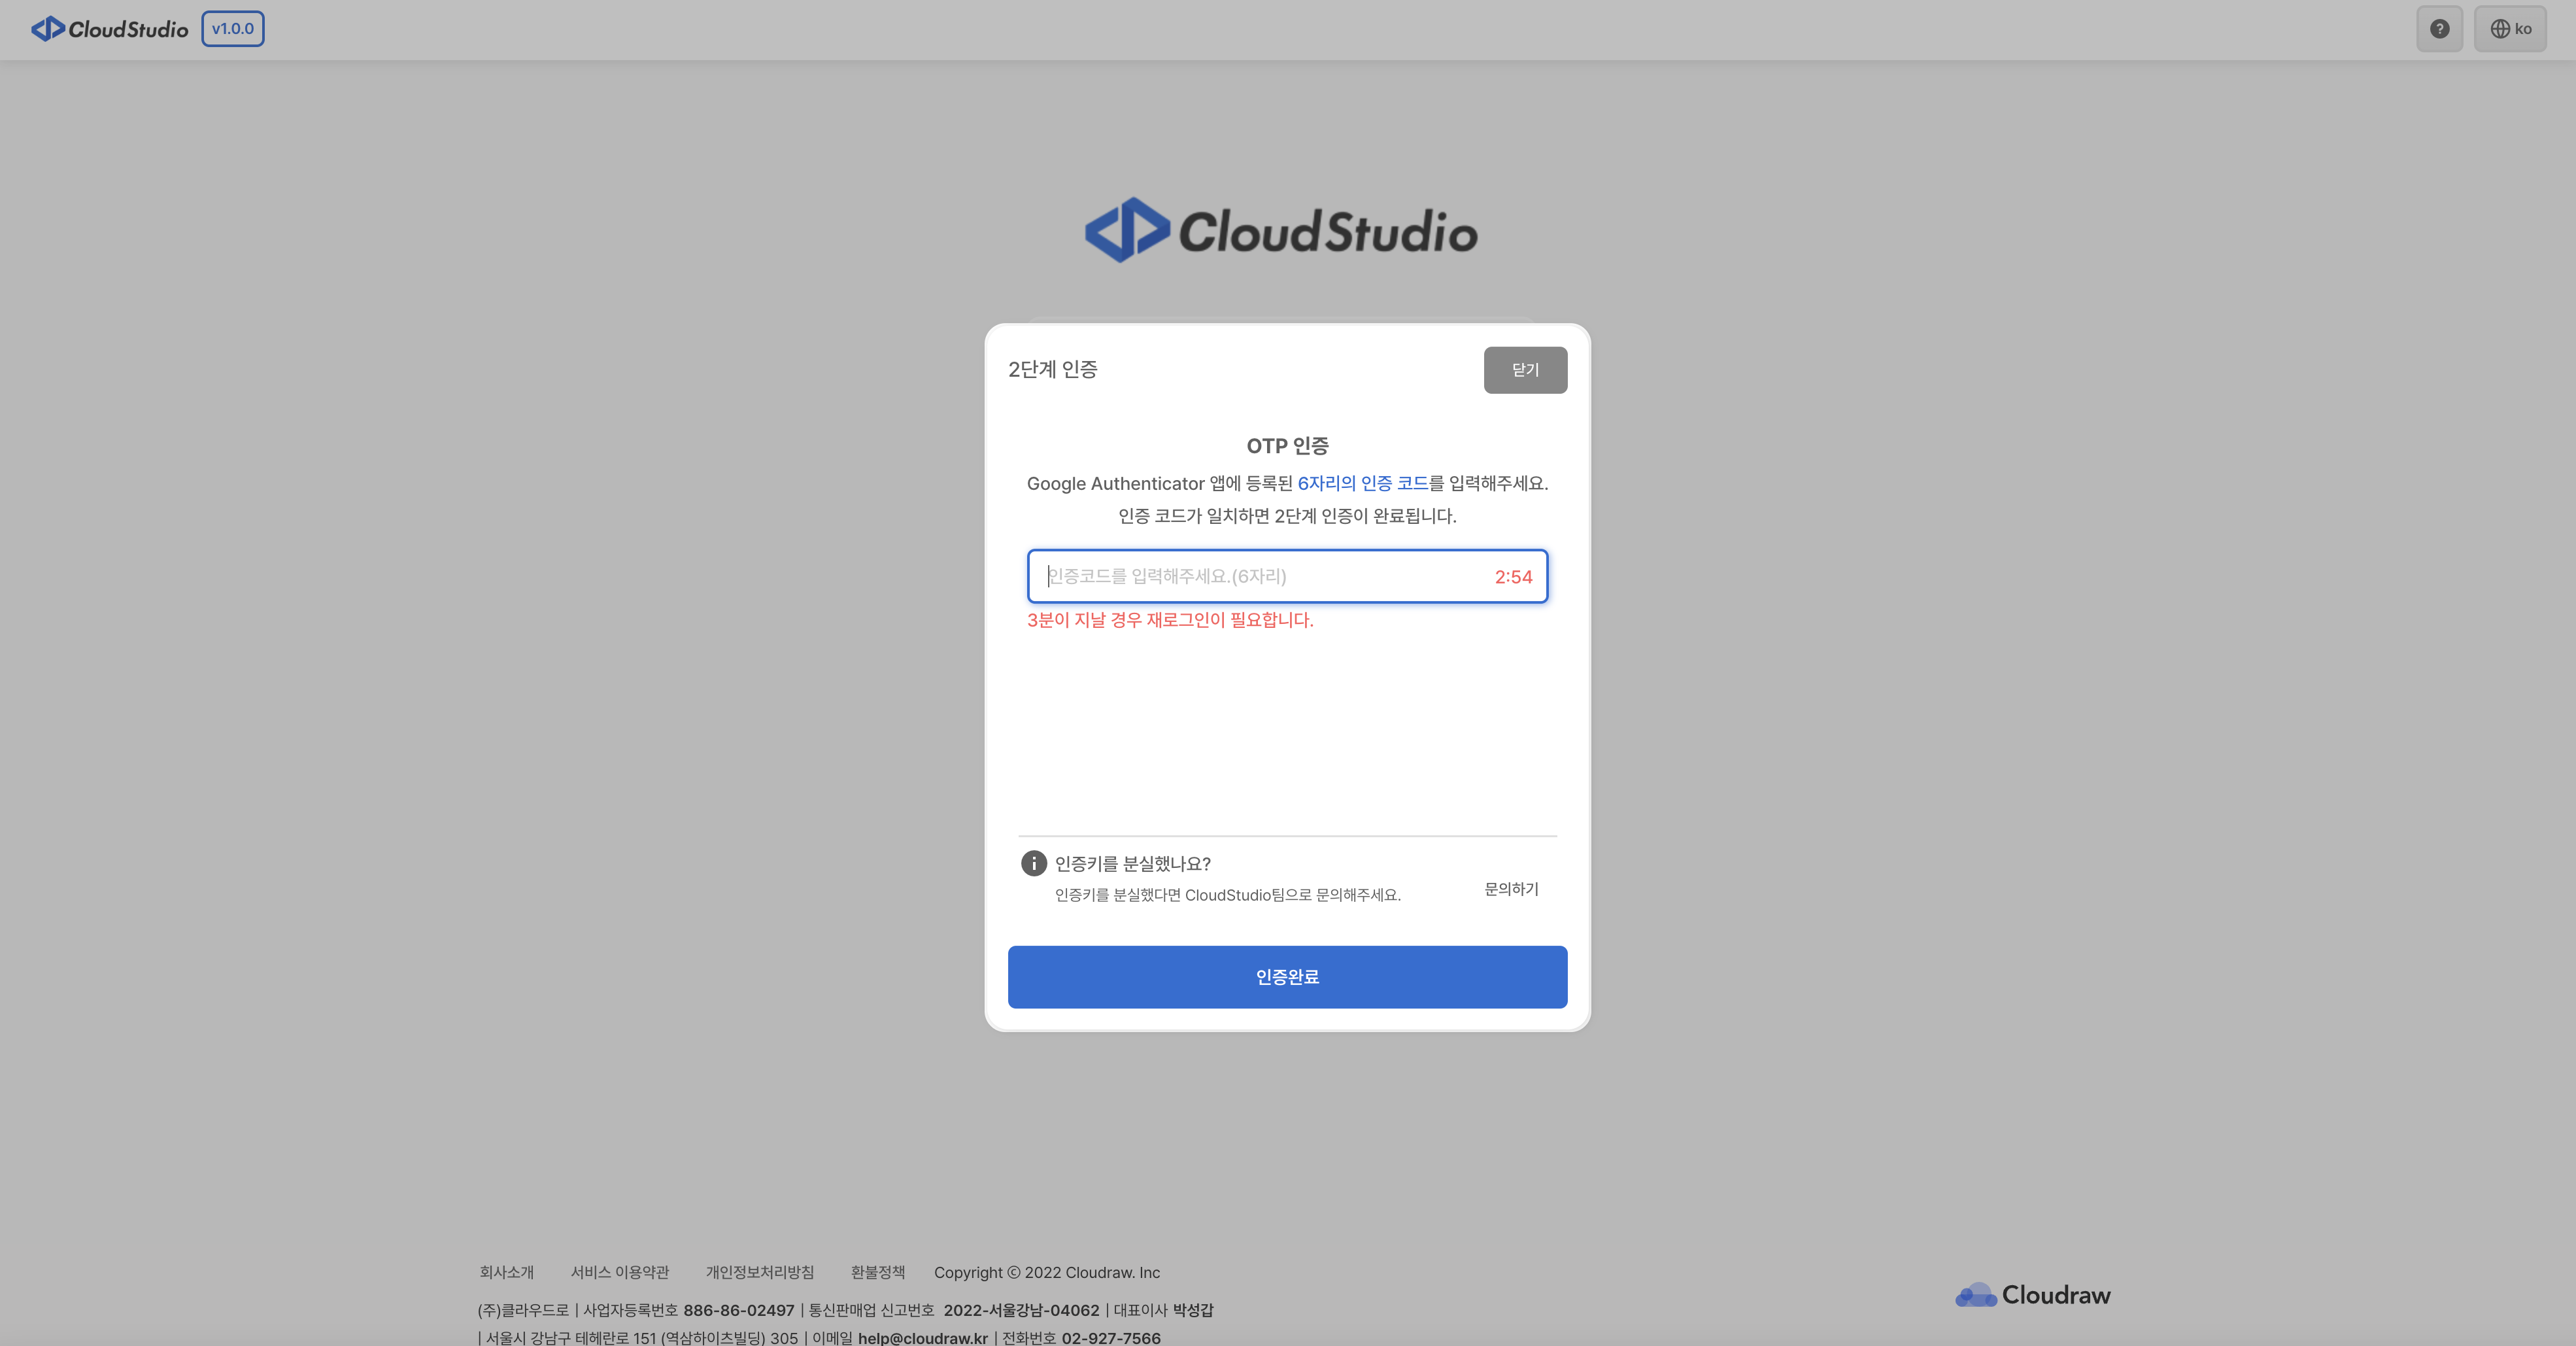 CloudStudio v1.0.0 ? ko
CloudStudio
2단계 인증 닫기
OTP 인증
Google Authenticator 앱에 등록된 6자리의 인증 코드를 입력해주세요.
인증 코드가 일치하면 2단계 인증이 완료됩니다.
인증코드를 입력해주세요.(6자리) 2:54
3분이 지날 경우 재로그인이 필요합니다.
인증키를 분실했나요?
인증키를 분실했다면 CloudStudio팀으로 문의해주세요. 문의하기
인증완료
회사소개 서비스 이용약관 개인정보처리방침 환불정책 Copyright © 2022 Cloudraw. Inc
(주)클라우드로 | 사업자등록번호 886-86-02497 | 통신판매업 신고번호 2022-서울강남-04062 | 대표이사 박성갑
| 서울시 강남구 테헤란로 151 (역삼하이츠빌딩) 305 | 이메일 help@cloudraw.kr | 전화번호 02-927-7566
Cloudraw